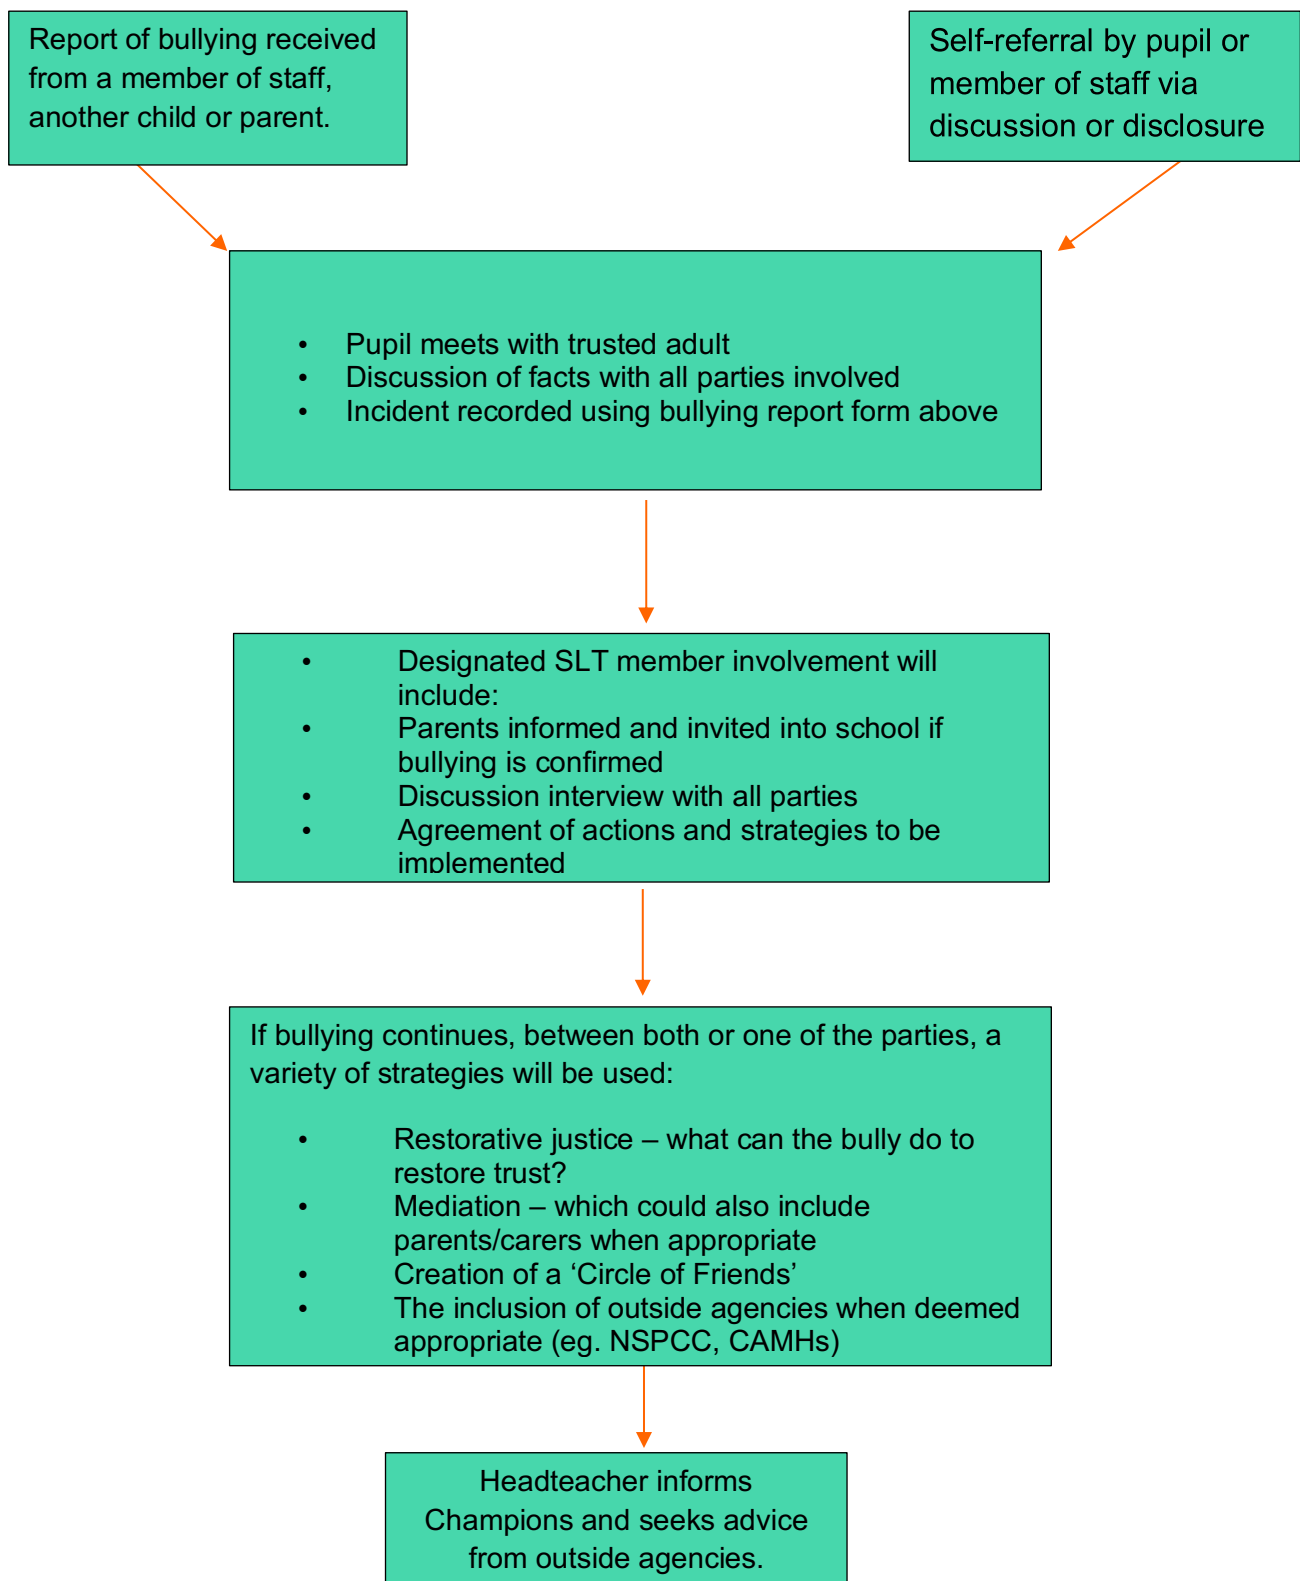 Report of bullying received
from a member of staff,
another child or parent.
Self-referral by pupil or
member of staff via
discussion or disclosure
• Pupil meets with trusted adult
• Discussion of facts with all parties involved
• Incident recorded using bullying report form above
• Designated SLT member involvement will
include:
• Parents informed and invited into school if
bullying is confirmed
• Discussion interview with all parties
• Agreement of actions and strategies to be
implemented
If bullying continues, between both or one of the parties, a
variety of strategies will be used:
• Restorative justice – what can the bully do to
restore trust?
• Mediation – which could also include
parents/carers when appropriate
• Creation of a ‘Circle of Friends’
• The inclusion of outside agencies when deemed
appropriate (eg. NSPCC, CAMHs)
Headteacher informs
Champions and seeks advice
from outside agencies.